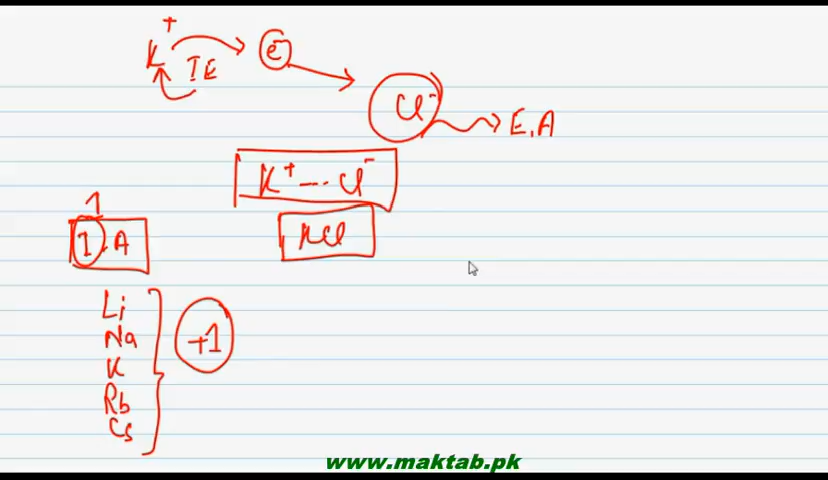 K⁺ IE e⁻
Cl⁻ E.A
K⁺ --- Cl⁻
KCl
1
I A
Li
Na
K
Rb
Cs
+1
www.maktab.pk